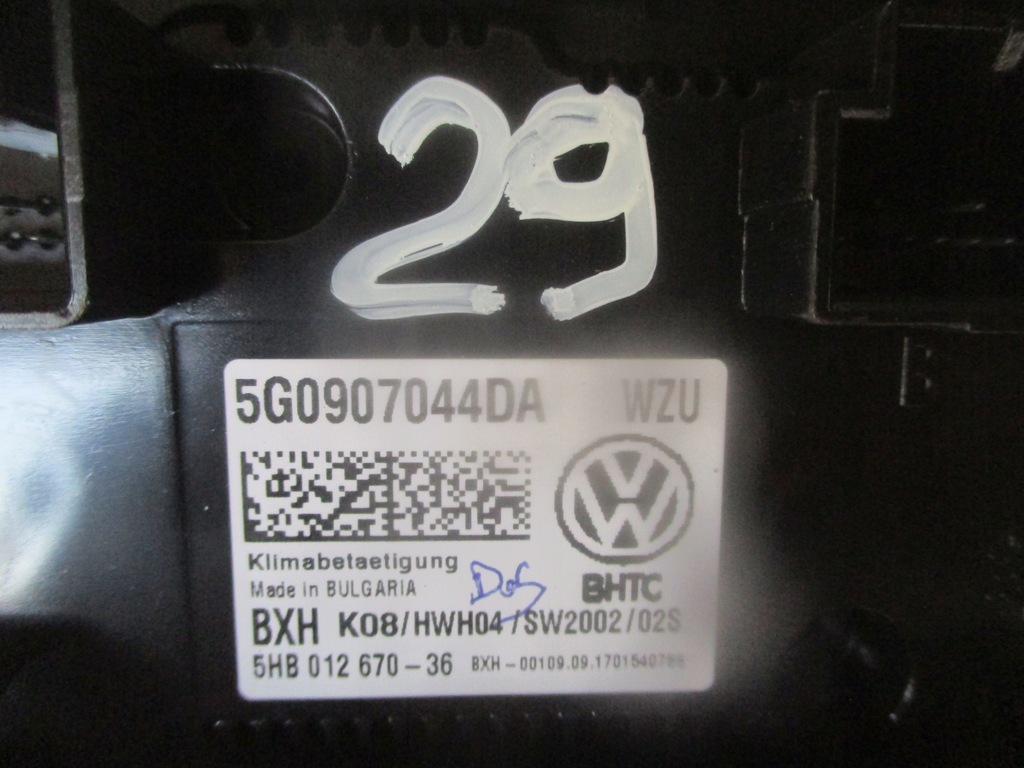 29
5G0907044DA WZU
Klimabetaetigung
Made in BULGARIA
BHTC
BXH K08/HWH04/SW2002/02S
5HB 012 670-36 BXH-00109.09.1701540786
B